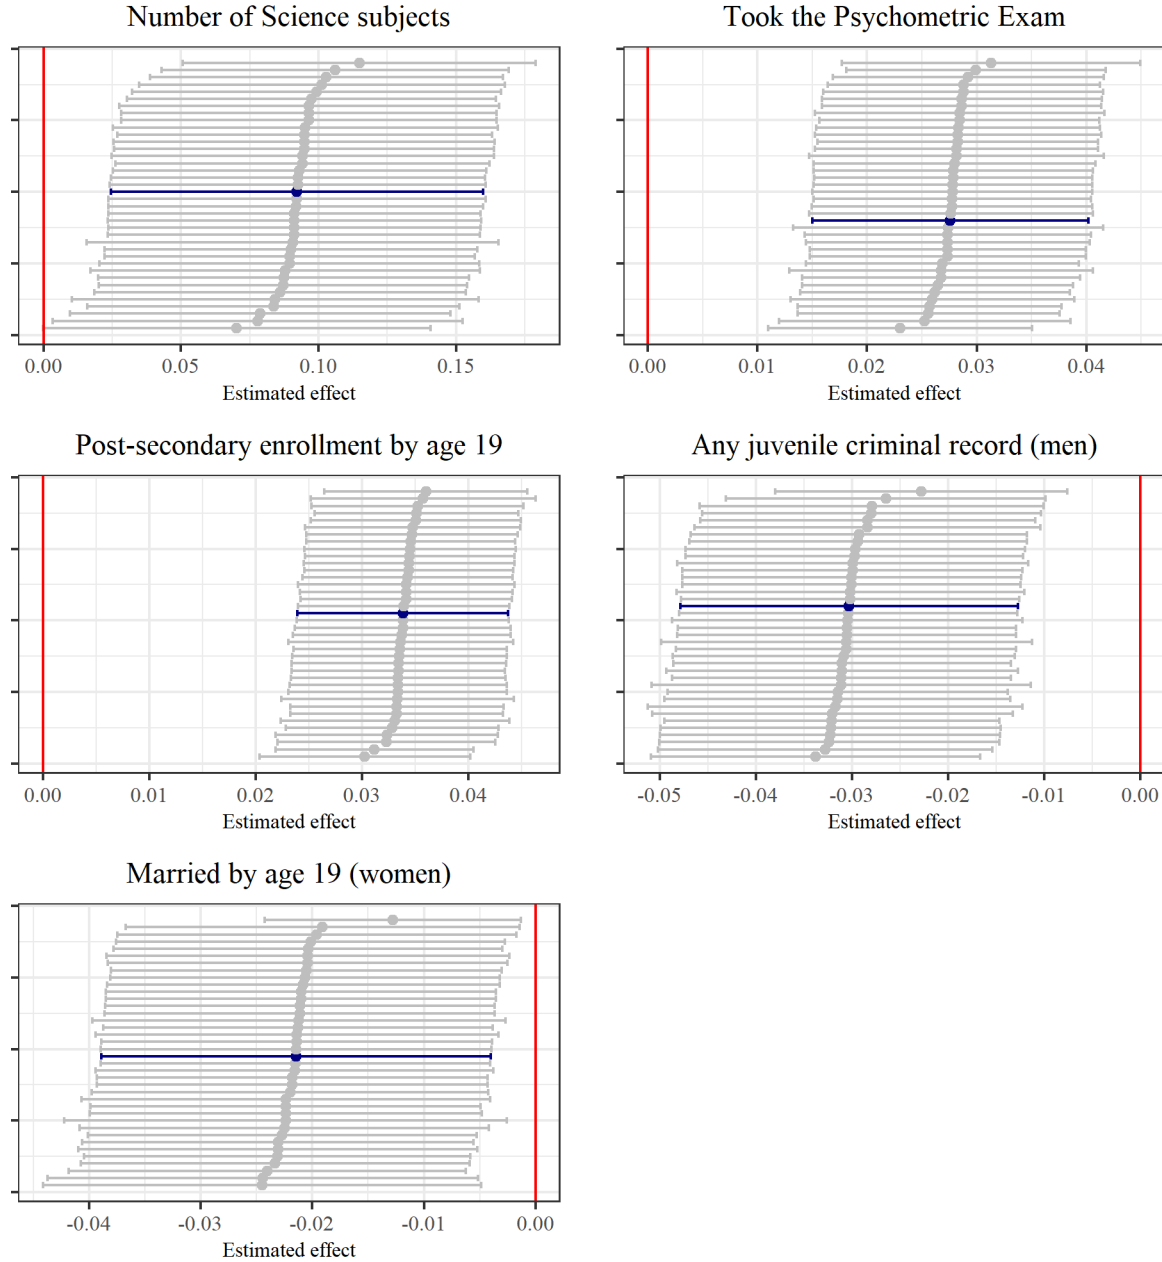 Number of Science subjects
0.00 0.05 0.10 0.15
Estimated effect
Took the Psychometric Exam
0.00 0.01 0.02 0.03 0.04
Estimated effect
Post-secondary enrollment by age 19
0.00 0.01 0.02 0.03 0.04
Estimated effect
Any juvenile criminal record (men)
-0.05 -0.04 -0.03 -0.02 -0.01 0.00
Estimated effect
Married by age 19 (women)
-0.04 -0.03 -0.02 -0.01 0.00
Estimated effect